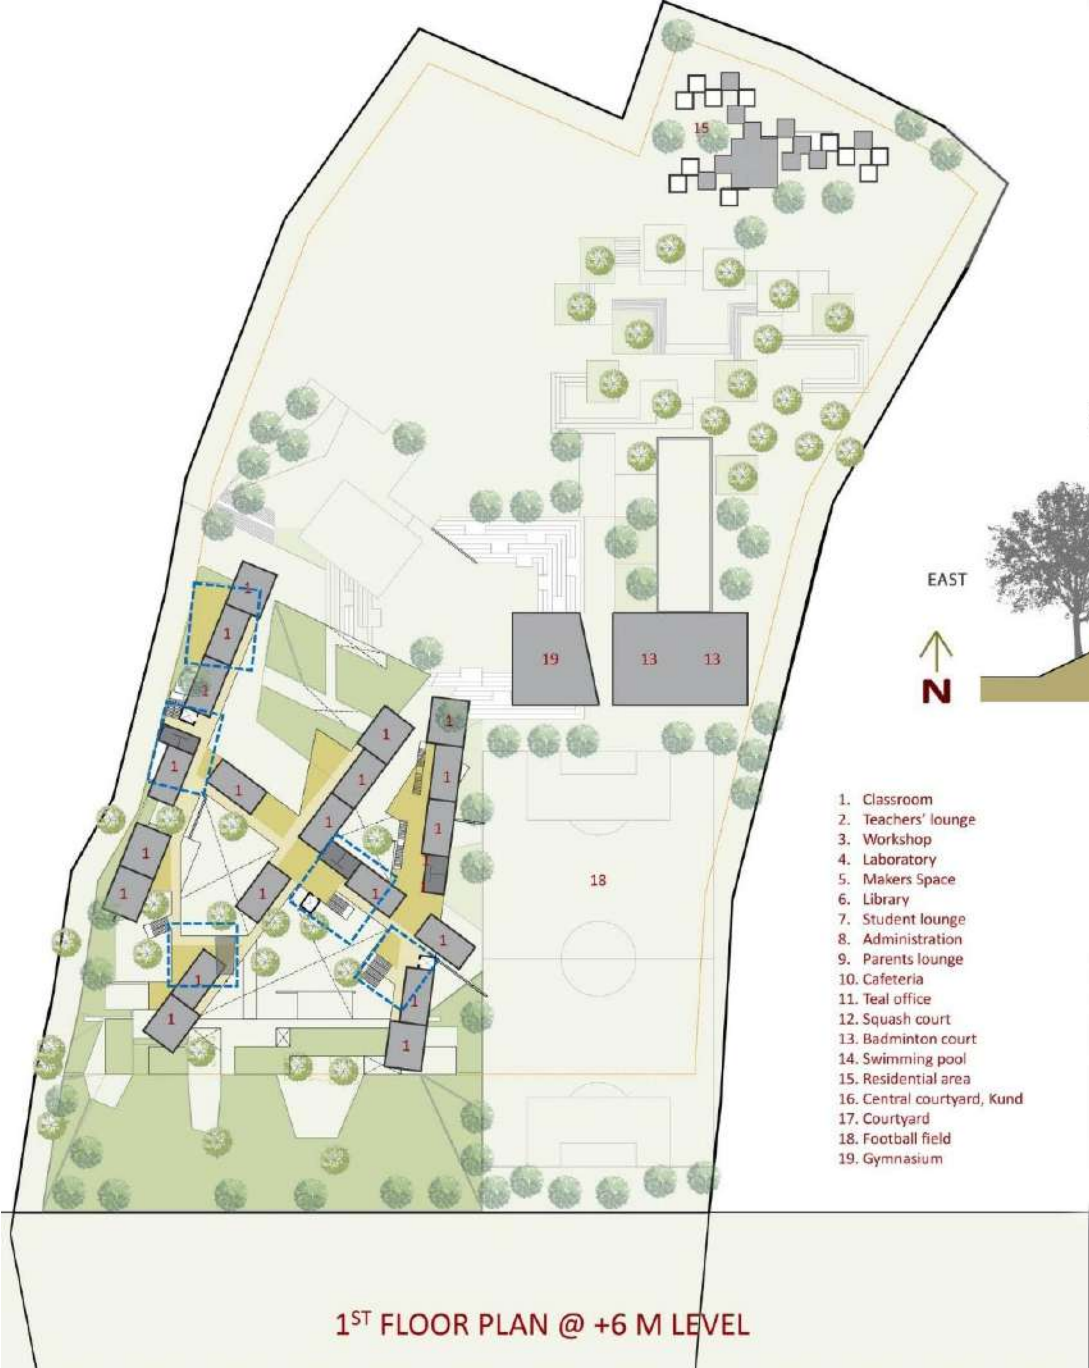 15
EAST
1
1
19 13 13
1
N
1
1
1
1
1
1
1
1
1
18
1
1
1
1
1
1
1
1
1. Classroom
2. Teachers' lounge
3. Workshop
4. Laboratory
5. Makers Space
6. Library
7. Student lounge
8. Administration
9. Parents lounge
10. Cafeteria
11. Teal office
12. Squash court
13. Badminton court
14. Swimming pool
15. Residential area
16. Central courtyard, Kund
17. Courtyard
18. Football field
19. Gymnasium
1ST FLOOR PLAN @ +6 M LEVEL